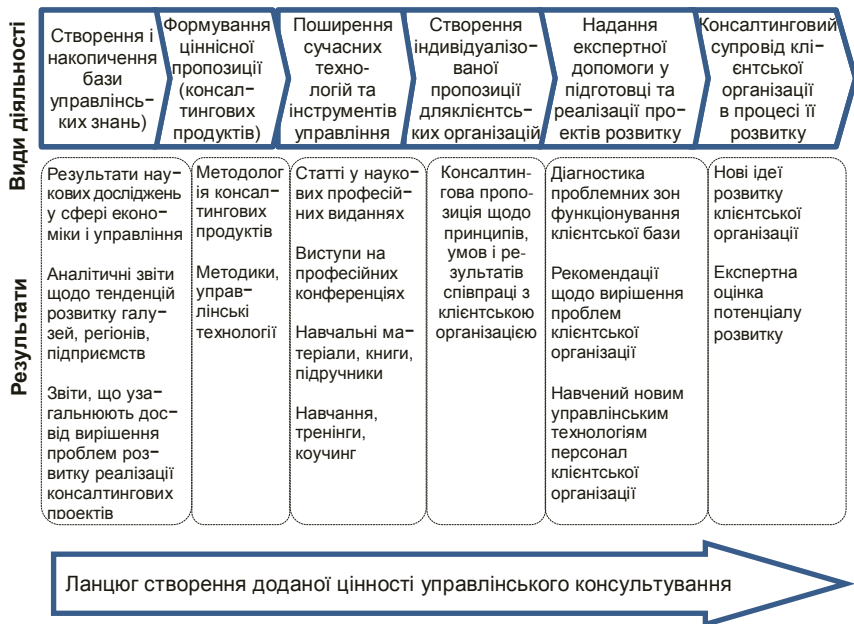 Види діяльності
Створення і
накопичення
бази
управлінсь-
ких знань)
Формування
ціннісної
пропозиції
(консал-
тингових
продуктів)
Поширення
сучасних
техно-
логій та
інструментів
управління
Створення
індивідуалізо-
ваної
пропозиції
дляклієнтсь-
ких організацій
Надання
експертної
допомоги у
підготовці та
реалізації про-
ектів розвитку
Консалтинговий
супровід клі-
єнтської
організації
в процесі її
розвитку
Результати
Результати нау-
кових досліджень
у сфері еконо-
міки і управління
Аналітичні звіти
щодо тенденцій
розвитку галу-
зей, регіонів,
підприємств
Звіти, що уза-
гальнюють дос-
від вирішення
проблем роз-
витку реалізації
консалтингових
проектів
Методолог
ія консал-
тингових
продуктів
Методики,
управ-
лінські
технології
Статті у науко-
вих професій-
них виданнях
Виступи на
професійних
конференціях
Навчальні ма-
теріали, книги,
підручники
Навчання,
тренінги,
коучинг
Консалтин-
гова пропо-
зиція щодо
принципів,
умов і ре-
зультатів
співпраці з
клієнтською
організацією
Діагностика
проблемних зон
функціонування
клієнтської бази
Рекомендації
щодо вирішення
проблем
клієнтської
організації
Навчений новим
управлінським
технологіям
персонал
клієнтської
організації
Нові ідеї
розвитку
клієнтської
організації
Експертна
оцінка
потенціалу
розвитку
Ланцюг створення доданої цінності управлінського консультування